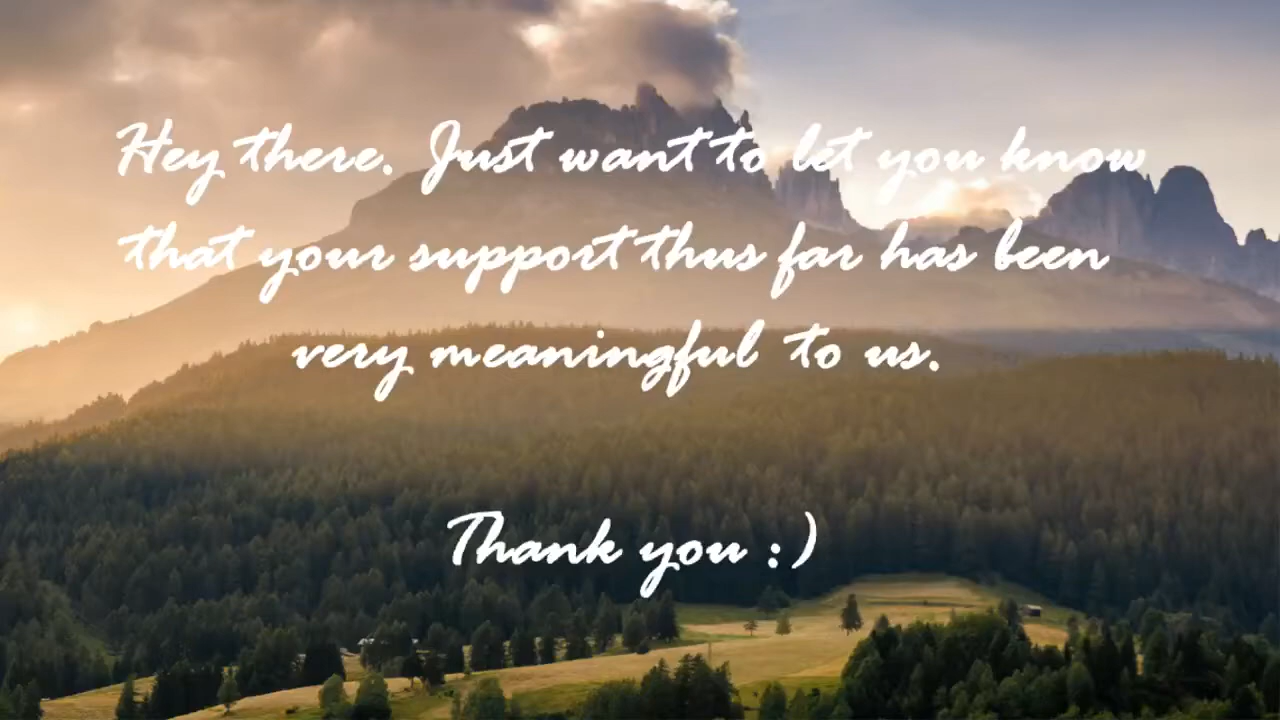 Hey there. Just want to let you know
that your support thus far has been
very meaningful to us.
Thank you :)